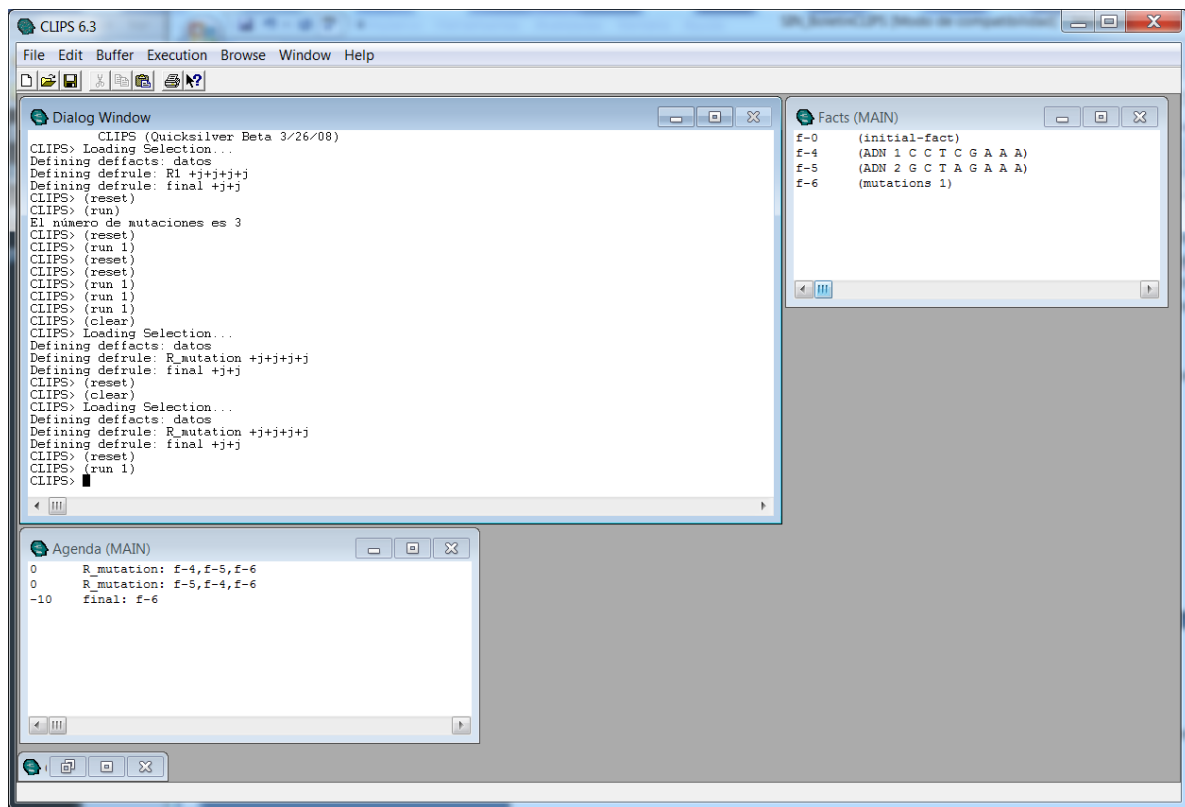 CLIPS 6.3
File Edit Buffer Execution Browse Window Help
Dialog Window
CLIPS (Quicksilver Beta 3/26/08)
CLIPS> Loading Selection...
Defining deffacts: datos
Defining defrule: R1 +j+j+j+j
Defining defrule: final +j+j
CLIPS> (reset)
CLIPS> (run)
El número de mutaciones es 3
CLIPS> (reset)
CLIPS> (run 1)
CLIPS> (reset)
CLIPS> (reset)
CLIPS> (run 1)
CLIPS> (run 1)
CLIPS> (run 1)
CLIPS> (clear)
CLIPS> Loading Selection...
Defining deffacts: datos
Defining defrule: R_mutation +j+j+j+j
Defining defrule: final +j+j
CLIPS> (reset)
CLIPS> (clear)
CLIPS> Loading Selection...
Defining deffacts: datos
Defining defrule: R_mutation +j+j+j+j
Defining defrule: final +j+j
CLIPS> (reset)
CLIPS> (run 1)
CLIPS>
Facts (MAIN)
f-0 (initial-fact)
f-4 (ADN 1 C C T C G A A A)
f-5 (ADN 2 G C T A G A A A)
f-6 (mutations 1)
Agenda (MAIN)
0 R_mutation: f-4,f-5,f-6
0 R_mutation: f-5,f-4,f-6
-10 final: f-6